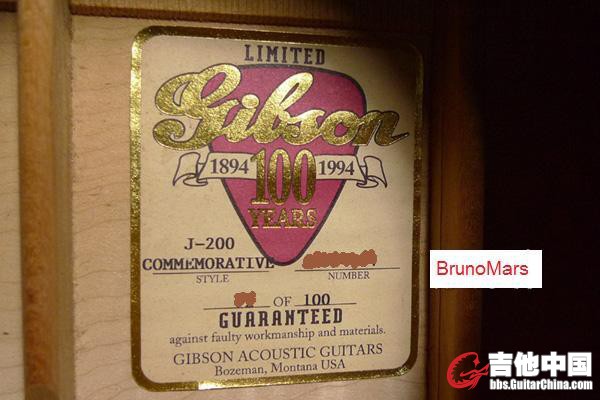 LIMITED
Gibson
1894 100 1994
YEARS
J-200
COMMEMORATIVE
STYLE NUMBER
OF 100
GUARANTEED
against faulty workmanship and materials.
GIBSON ACOUSTIC GUITARS
Bozeman, Montana USA
BrunoMars
吉他中国
bbs.GuitarChina.com